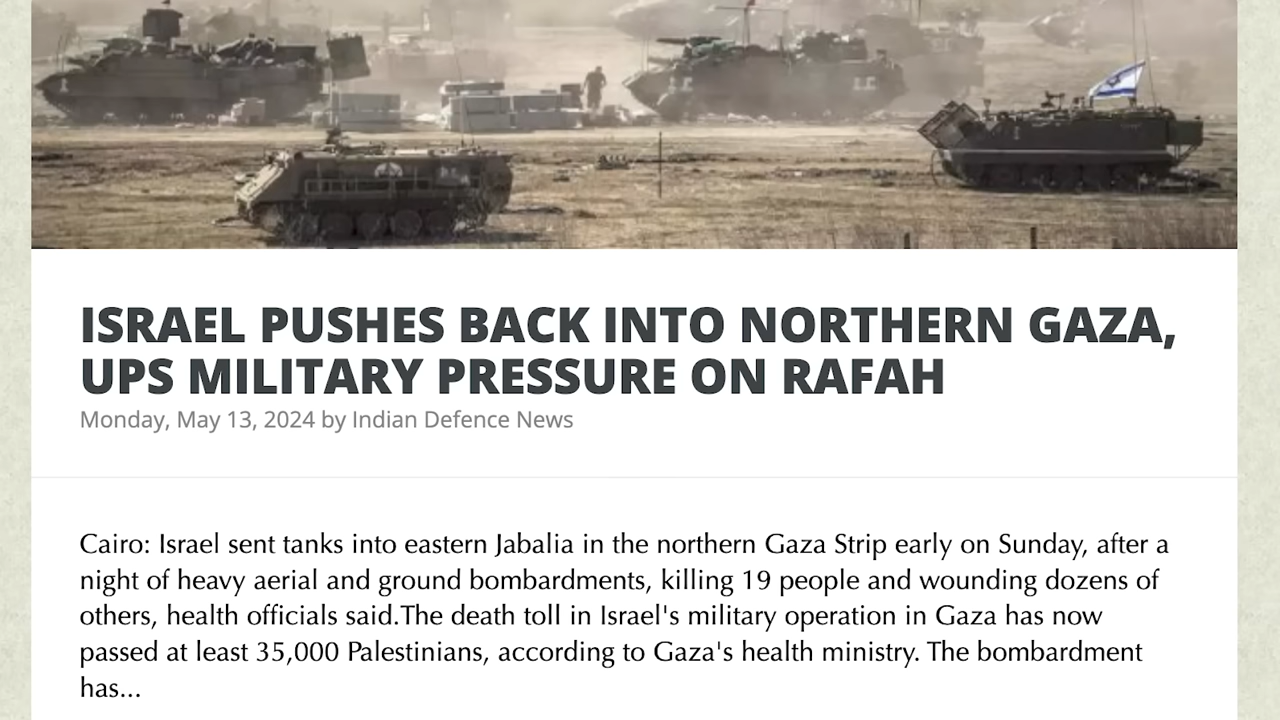 ISRAEL PUSHES BACK INTO NORTHERN GAZA,
UPS MILITARY PRESSURE ON RAFAH
Monday, May 13, 2024 by Indian Defence News
Cairo: Israel sent tanks into eastern Jabalia in the northern Gaza Strip early on Sunday, after a
night of heavy aerial and ground bombardments, killing 19 people and wounding dozens of
others, health officials said.The death toll in Israel's military operation in Gaza has now
passed at least 35,000 Palestinians, according to Gaza's health ministry. The bombardment
has...